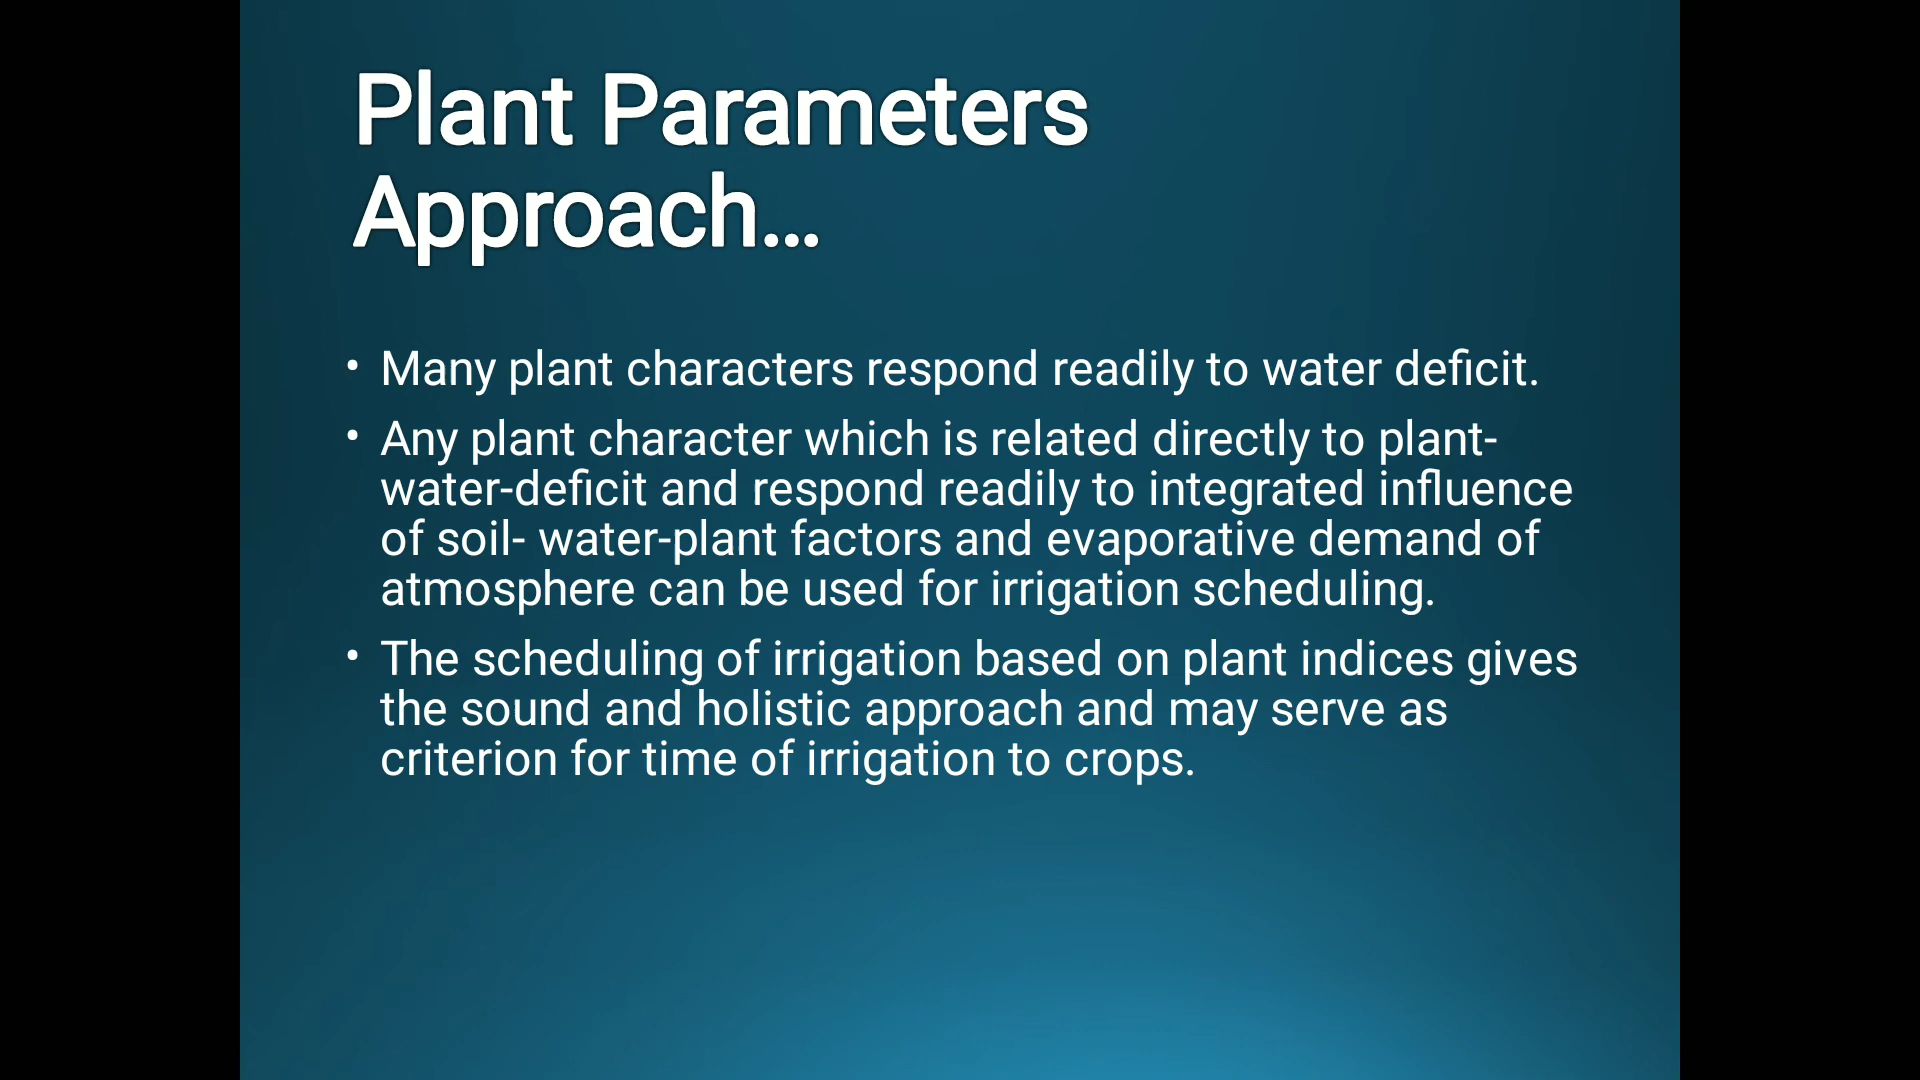 Plant Parameters
Approach...
• Many plant characters respond readily to water deficit.
• Any plant character which is related directly to plant-
water-deficit and respond readily to integrated influence
of soil- water-plant factors and evaporative demand of
atmosphere can be used for irrigation scheduling.
• The scheduling of irrigation based on plant indices gives
the sound and holistic approach and may serve as
criterion for time of irrigation to crops.